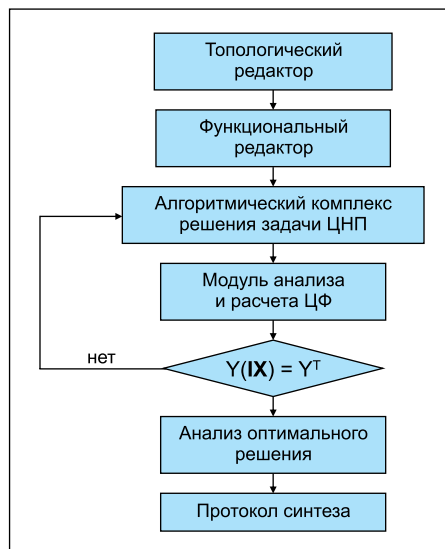 Топологический
редактор
Функциональный
редактор
Алгоритмический комплекс
решения задачи ЦНП
Модуль анализа
и расчета ЦФ
нет
Y(IX) = Yᵀ
Анализ оптимального
решения
Протокол синтеза